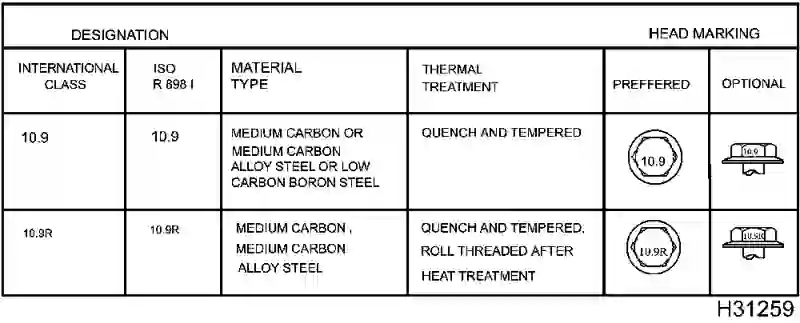 DESIGNATION HEAD MARKING
INTERNATIONAL CLASS ISO R 898 I MATERIAL TYPE THERMAL TREATMENT PREFFERED OPTIONAL
10.9 10.9 MEDIUM CARBON OR
MEDIUM CARBON
ALLOY STEEL OR LOW
CARBON BORON STEEL
QUENCH AND TEMPERED
10.9
10.9
10.9R 10.9R MEDIUM CARBON ,
MEDIUM CARBON
ALLOY STEEL
QUENCH AND TEMPERED,
ROLL THREADED AFTER
HEAT TREATMENT
10.9R
10.9R
H31259